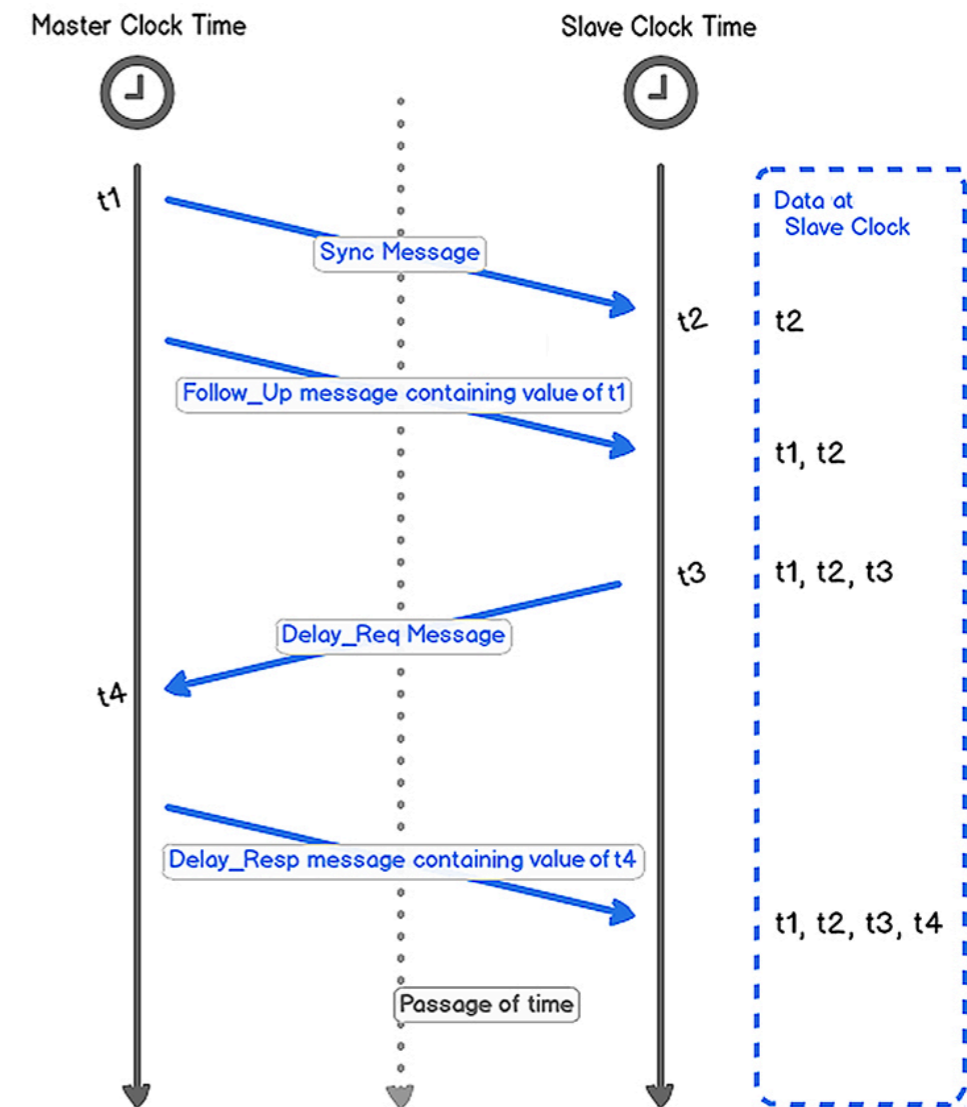 Master Clock Time
Slave Clock Time
t1
Data at
Slave Clock
Sync Message
t2
t2
Follow_Up message containing value of t1
t1, t2
t3
t1, t2, t3
Delay_Req Message
t4
Delay_Resp message containing value of t4
t1, t2, t3, t4
Passage of time